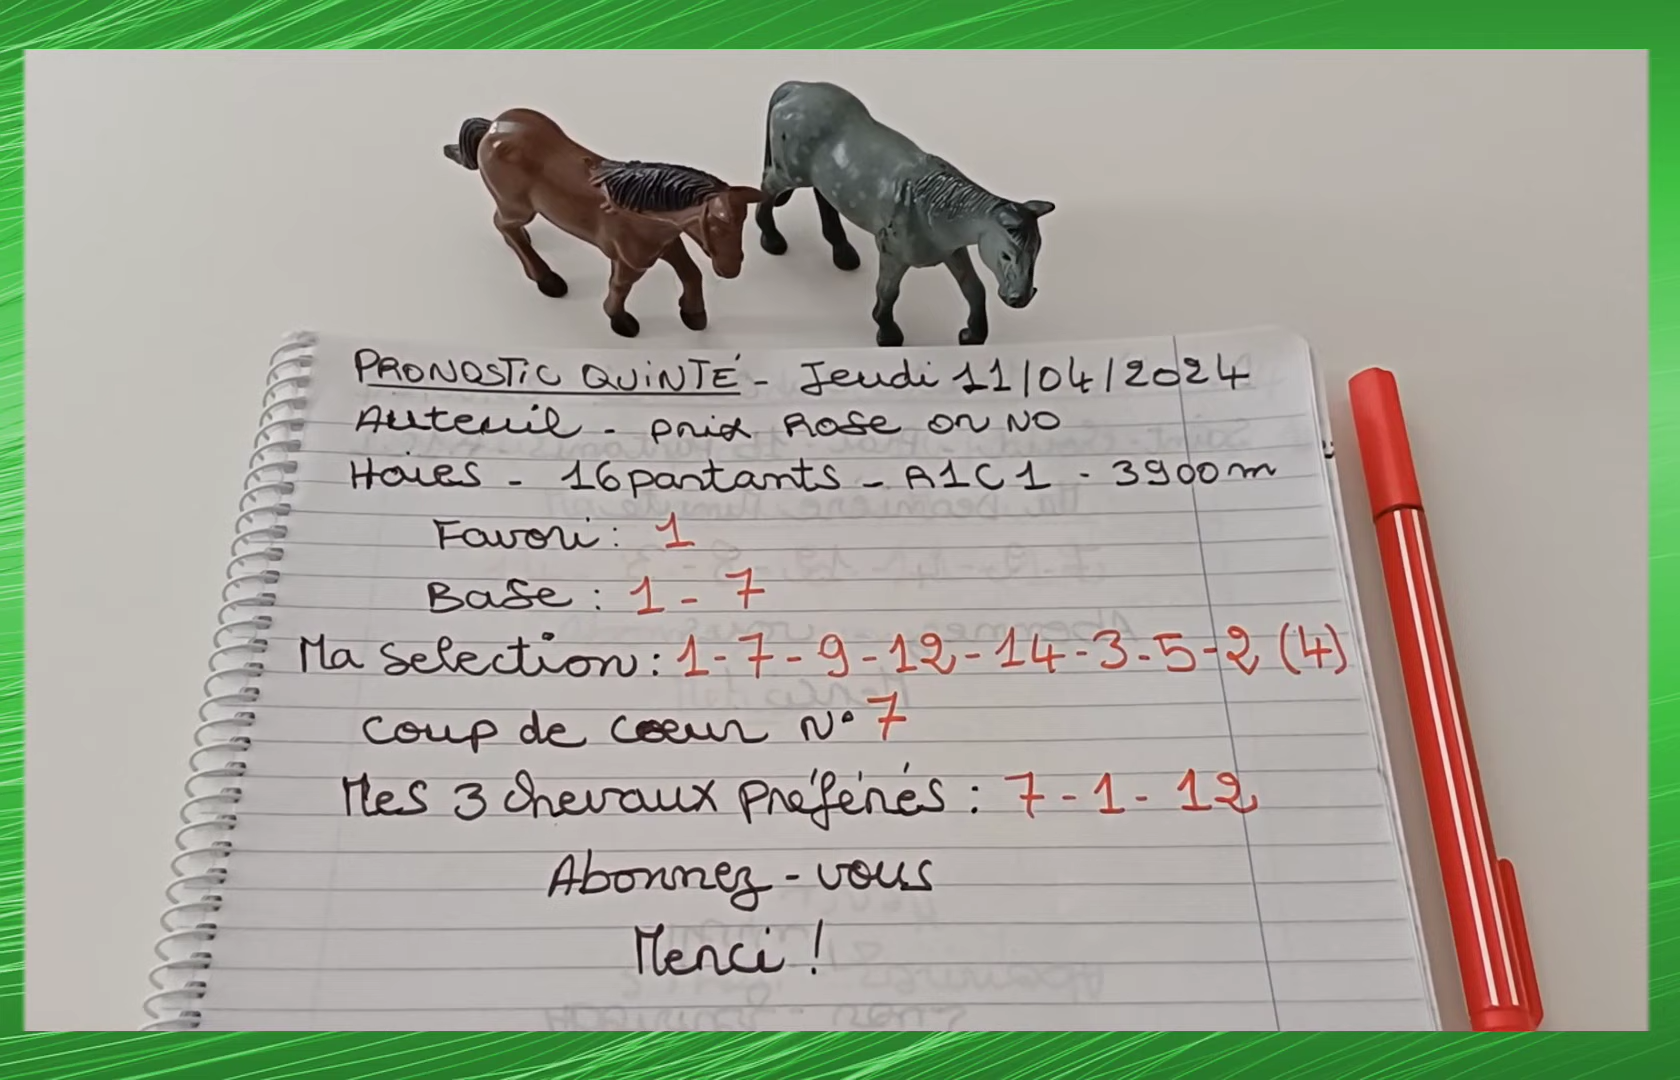 PRONOSTIC QUINTÉ - Jeudi 11/04/2024
Auteuil - prix Rose or No
Haies - 16 partants - A1C1 - 3900m
Favori : 1
Base : 1 - 7
Ma selection : 1 - 7 - 9 - 12 - 14 - 3 - 5 - 2 (4)
Coup de cœur N° 7
Mes 3 chevaux préférés : 7 - 1 - 12
Abonnez - vous
Merci !